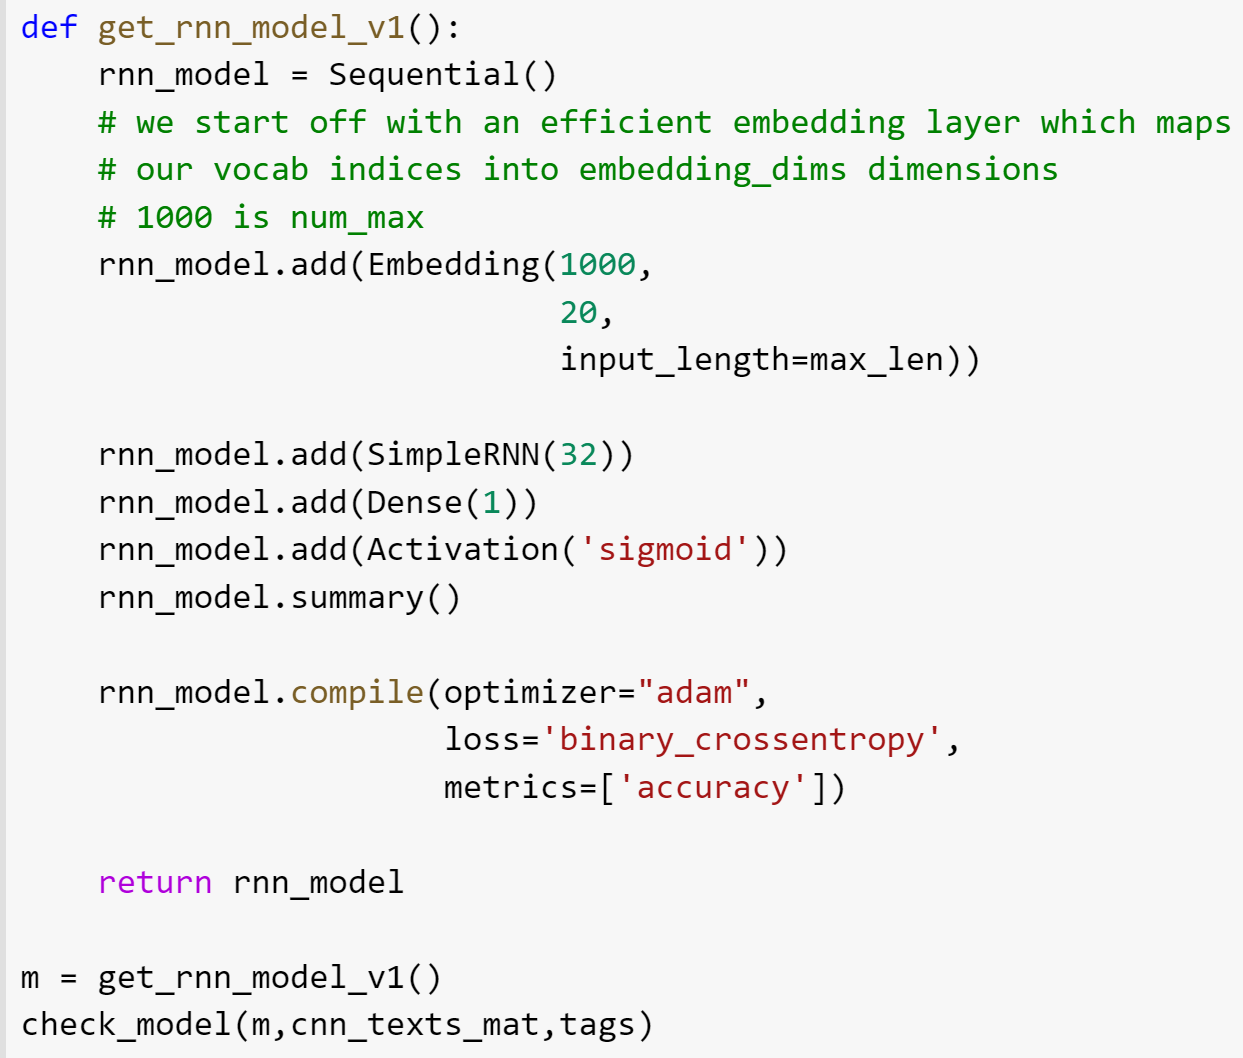 def get_rnn_model_v1():
    rnn_model = Sequential()
    # we start off with an efficient embedding layer which maps
    # our vocab indices into embedding_dims dimensions
    # 1000 is num_max
    rnn_model.add(Embedding(1000,
                            20,
                            input_length=max_len))

    rnn_model.add(SimpleRNN(32))
    rnn_model.add(Dense(1))
    rnn_model.add(Activation('sigmoid'))
    rnn_model.summary()

    rnn_model.compile(optimizer="adam",
                      loss='binary_crossentropy',
                      metrics=['accuracy'])

    return rnn_model

m = get_rnn_model_v1()
check_model(m,cnn_texts_mat,tags)